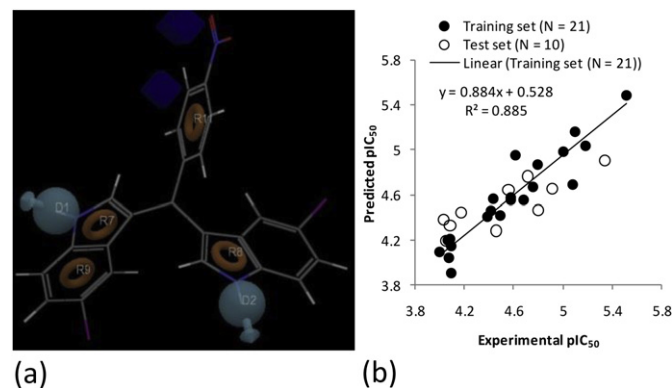 (a)
D1
R1
R7
R9
R8
D2
(b)
Training set (N = 21)
Test set (N = 10)
Linear (Training set (N = 21))
y = 0.884x + 0.528
R² = 0.885
Predicted pIC₅₀
5.8
5.4
5
4.6
4.2
3.8
4.2
4.6
5
5.4
5.8
3.8
Experimental pIC₅₀